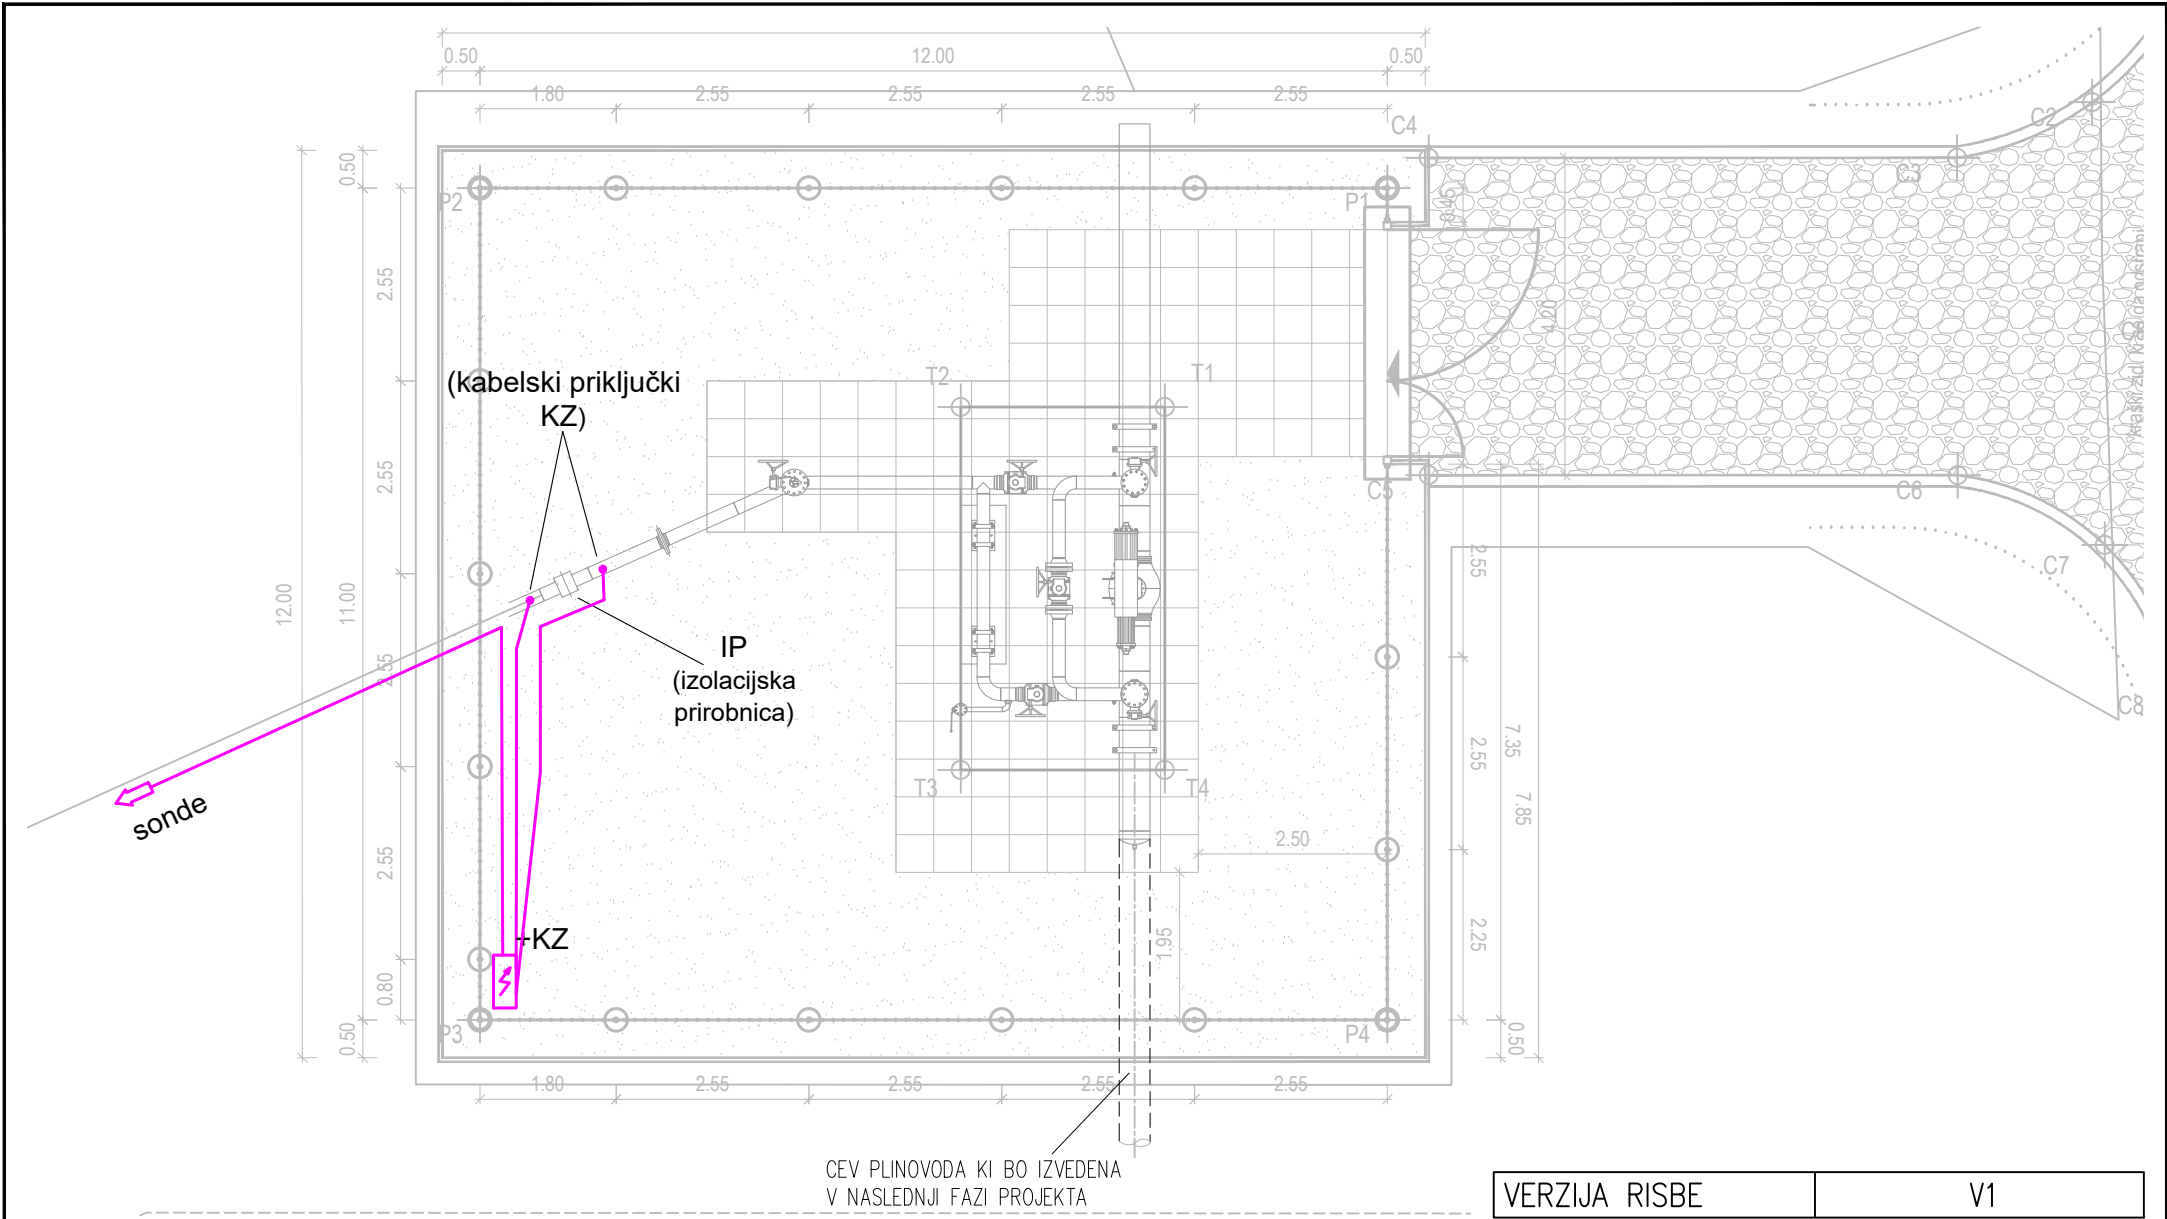 0.50
12.00
0.50
1.80
2.55
2.55
2.55
2.55
C4
C2
C3
0.50
P2
P1
0.45
2.55
4.20
(kabelski priključki
KZ)
T2
T1
2.55
C5
C6
12.00
11.00
2.55
C7
IP
(izolacijska
prirobnica)
2.55
C8
sonde
T3
T4
2.55
7.35
7.85
2.50
2.55
+KZ
1.95
2.25
0.80
0.50
P3
P4
0.50
1.80
2.55
2.55
2.55
2.55
CEV PLINOVODA KI BO IZVEDENA
V NASLEDNJI FAZI PROJEKTA
VERZIJA RISBE
V1